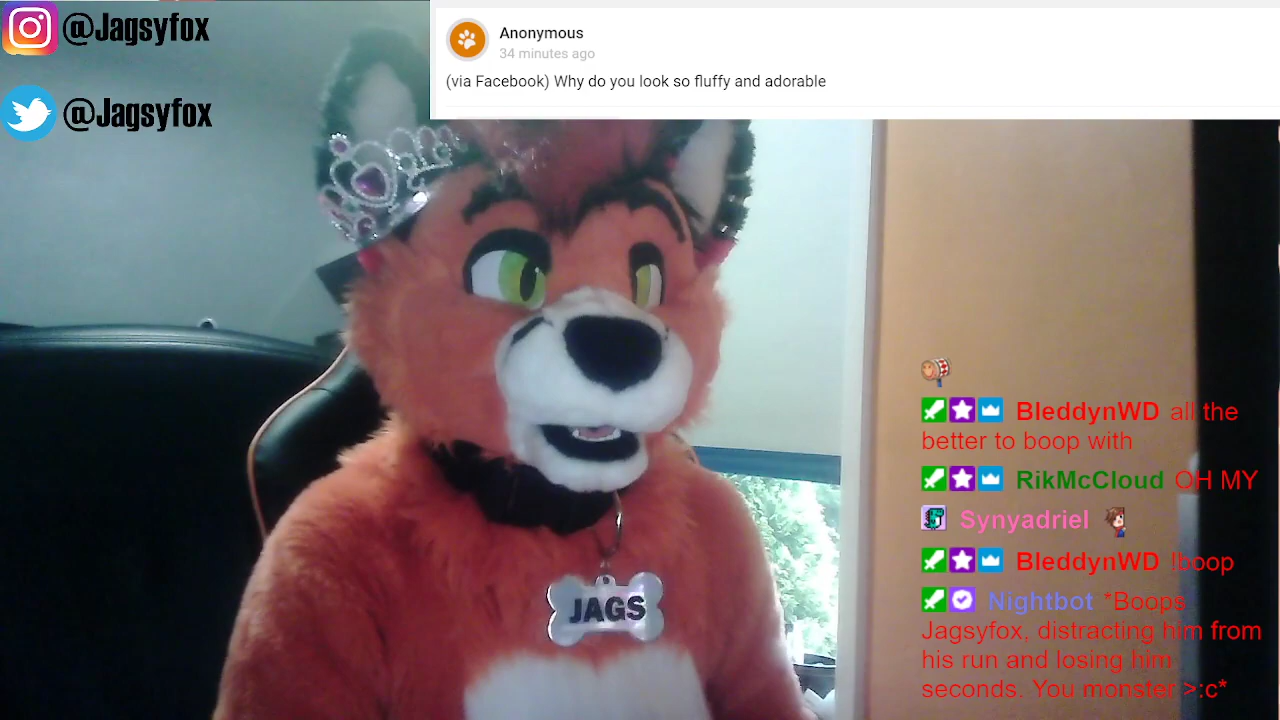 @Jagsyfox
@Jagsyfox
Anonymous
34 minutes ago
(via Facebook) Why do you look so fluffy and adorable
BleddynWD all the
better to boop with
RikMcCloud OH MY
Synyadriel
BleddynWD !boop
Nightbot *Boops
Jagsyfox, distracting him from
his run and losing him
seconds. You monster >:c*
JAGS